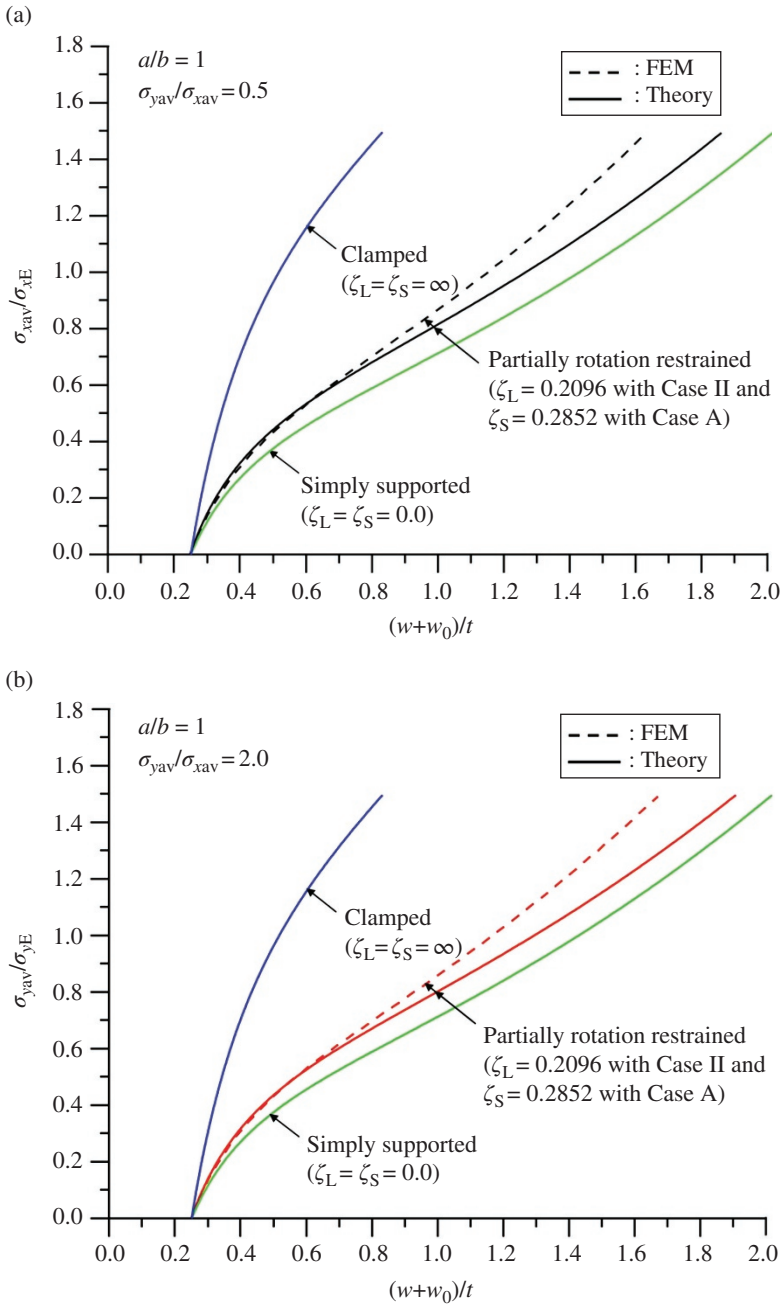 (a)
1.8
1.6
1.4
1.2
1.0
0.8
0.6
0.4
0.2
0.0
σxav/σxE
a/b = 1
σyav/σxav = 0.5
: FEM
: Theory
Clamped
(ζL = ζS = ∞)
Partially rotation restrained
(ζL = 0.2096 with Case II and
ζS = 0.2852 with Case A)
Simply supported
(ζL = ζS = 0.0)
0.0 0.2 0.4 0.6 0.8 1.0 1.2 1.4 1.6 1.8 2.0
(w+w0)/t
(b)
1.8
1.6
1.4
1.2
1.0
0.8
0.6
0.4
0.2
0.0
σyav/σyE
a/b = 1
σyav/σxav = 2.0
: FEM
: Theory
Clamped
(ζL = ζS = ∞)
Partially rotation restrained
(ζL = 0.2096 with Case II and
ζS = 0.2852 with Case A)
Simply supported
(ζL = ζS = 0.0)
0.0 0.2 0.4 0.6 0.8 1.0 1.2 1.4 1.6 1.8 2.0
(w+w0)/t